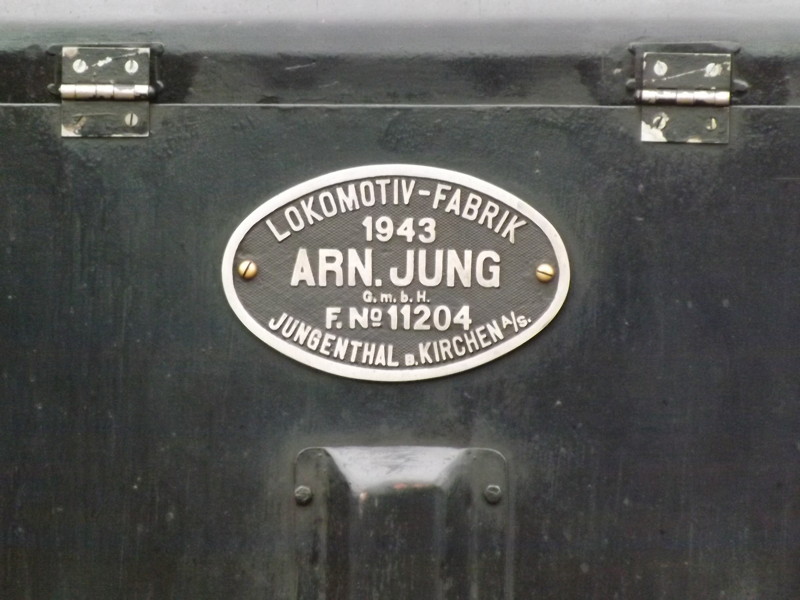 LOKOMOTIV-FABRIK
1943
ARN. JUNG
G.m.b.H.
F. Nº 11204
JUNGENTHAL B. KIRCHEN A/S.